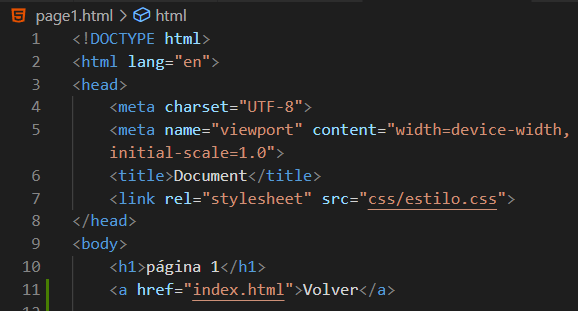 page1.html > html
1 <!DOCTYPE html>
2 <html lang="en">
3 <head>
4 <meta charset="UTF-8">
5 <meta name="viewport" content="width=device-width,
initial-scale=1.0">
6 <title>Document</title>
7 <link rel="stylesheet" src="css/estilo.css">
8 </head>
9 <body>
10 <h1>página 1</h1>
11 <a href="index.html">Volver</a>